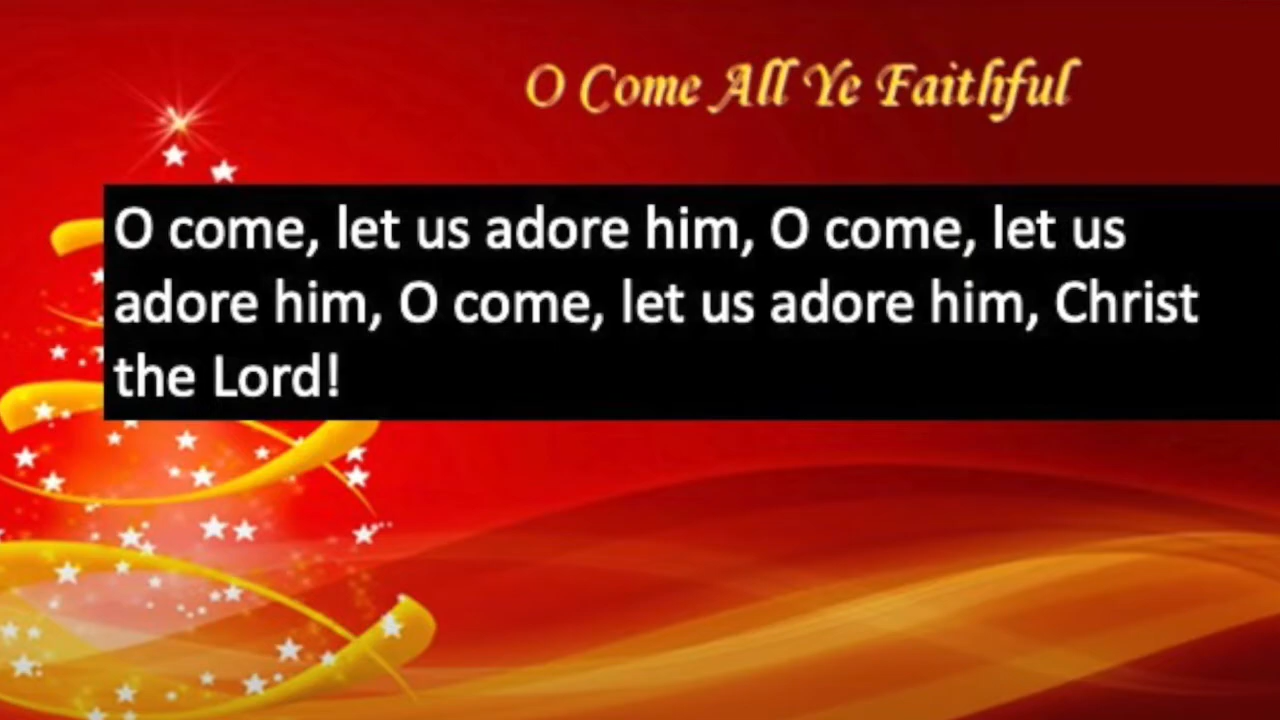 O Come All Ye Faithful
O come, let us adore him, O come, let us
adore him, O come, let us adore him, Christ
the Lord!